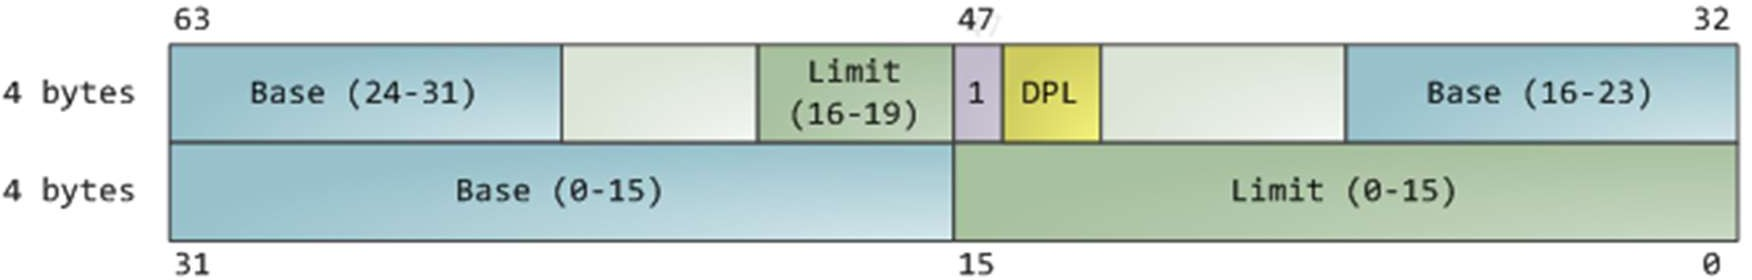 63 47 32
4 bytes Base (24-31) Limit (16-19) 1 DPL Base (16-23)
4 bytes Base (0-15) Limit (0-15)
31 15 0